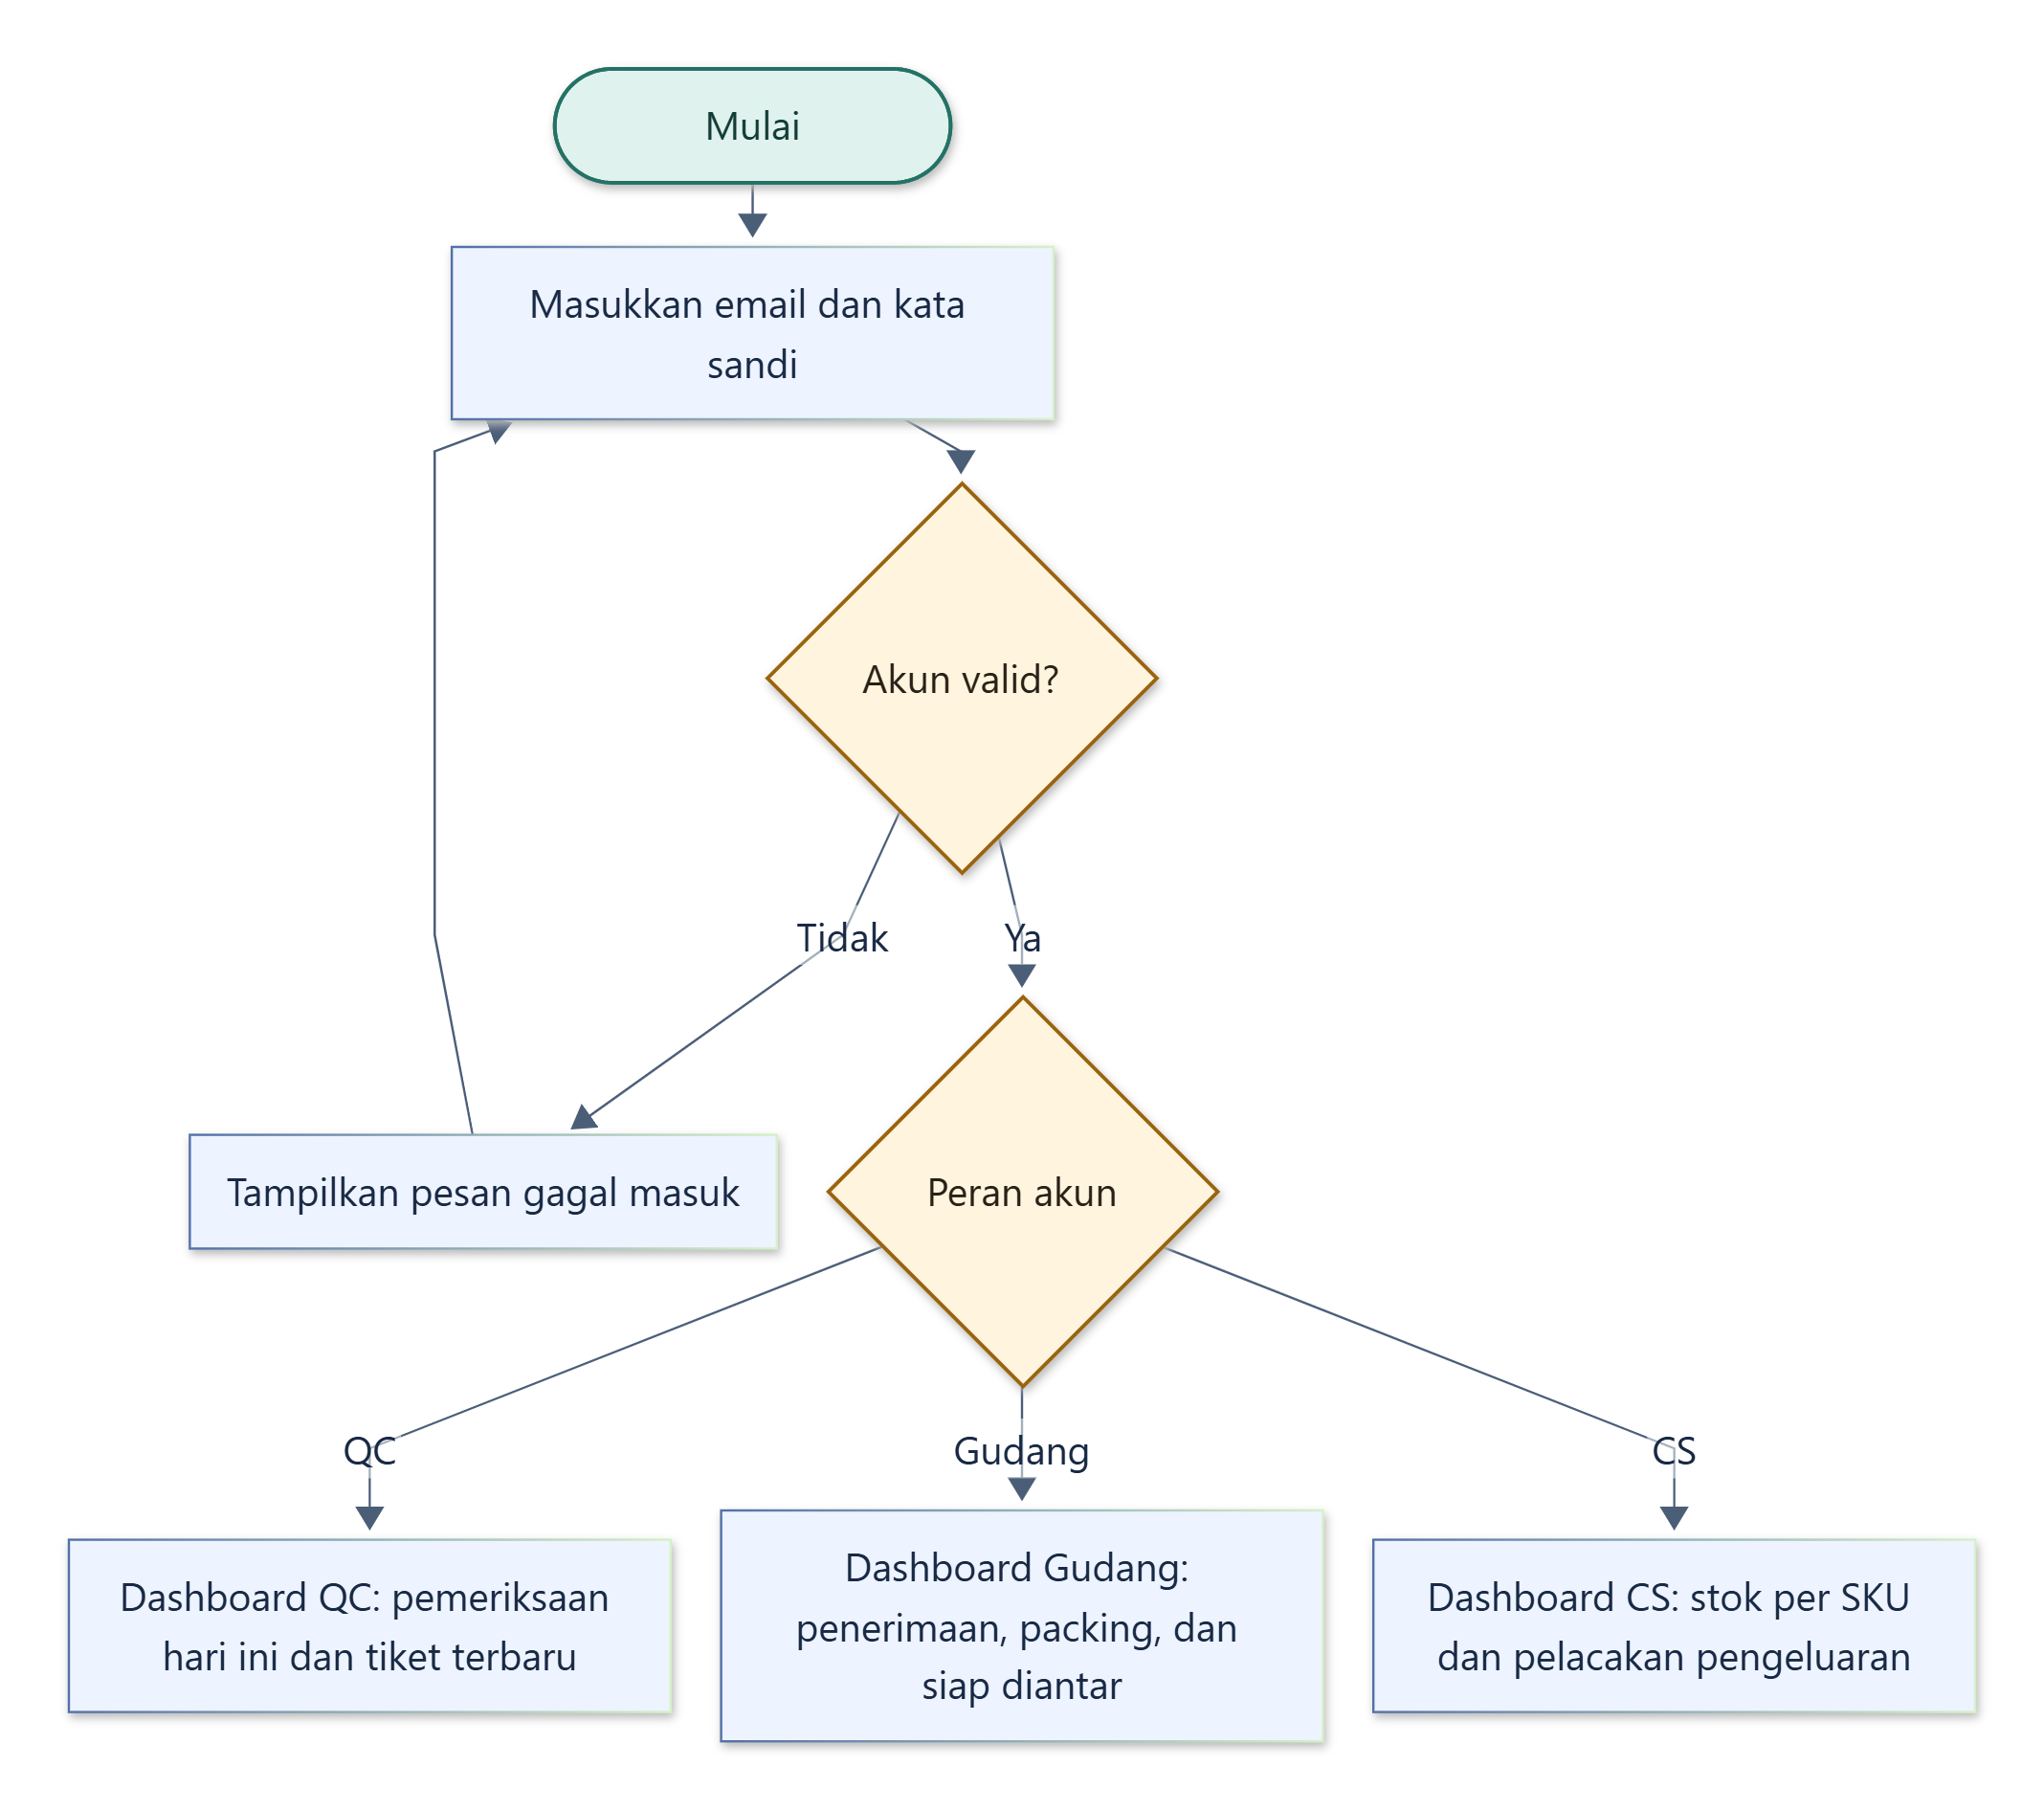 Mulai
Masukkan email dan kata
sandi
Akun valid?
Tidak
Ya
Tampilkan pesan gagal masuk
Peran akun
QC
Gudang
CS
Dashboard QC: pemeriksaan
hari ini dan tiket terbaru
Dashboard Gudang:
penerimaan, packing, dan
siap diantar
Dashboard CS: stok per SKU
dan pelacakan pengeluaran